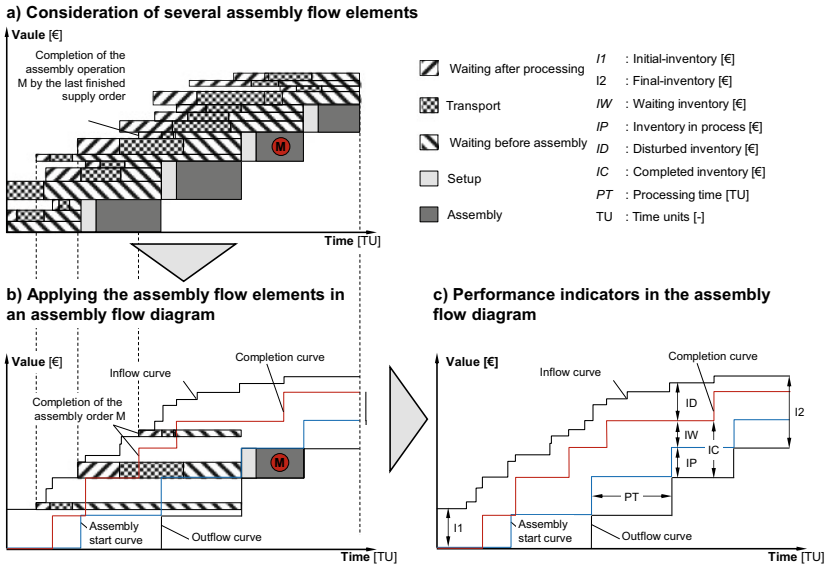 a) Consideration of several assembly flow elements
Vaule [€]
Completion of the
assembly operation
M by the last finished
supply order
M
Time [TU]
Waiting after processing
Transport
Waiting before assembly
Setup
Assembly
I1 : Initial-inventory [€]
I2 : Final-inventory [€]
IW : Waiting inventory [€]
IP : Inventory in process [€]
ID : Disturbed inventory [€]
IC : Completed inventory [€]
PT : Processing time [TU]
TU : Time units [-]
b) Applying the assembly flow elements in
an assembly flow diagram
Value [€]
Completion curve
Inflow curve
Completion of the
assembly order M
M
Assembly
start curve
Outflow curve
Time [TU]
c) Performance indicators in the assembly
flow diagram
Value [€]
Completion curve
Inflow curve
ID
I2
IW
IC
IP
PT
I1
Assembly
start curve
Outflow curve
Time [TU]